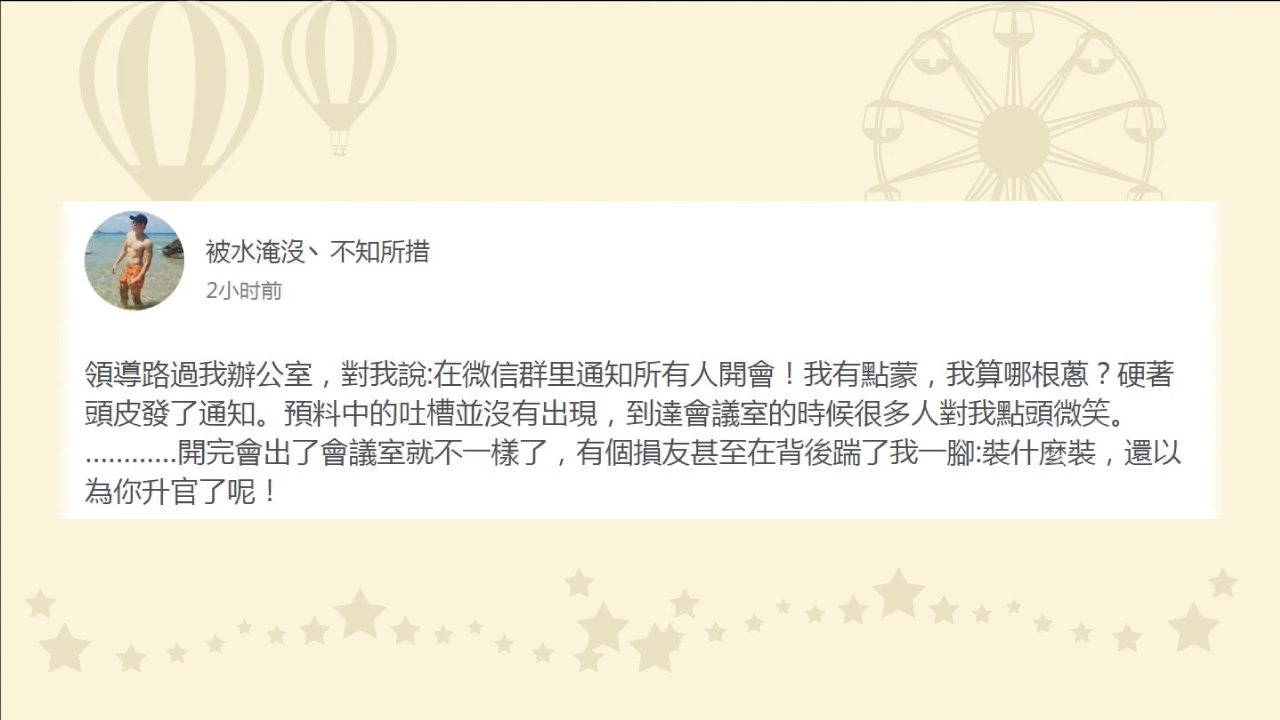 被水淹沒丶不知所措
2小时前
領導路過我辦公室，對我說:在微信群里通知所有人開會！我有點蒙，我算哪根蔥？硬著
頭皮發了通知。預料中的吐槽並沒有出現，到達會議室的時候很多人對我點頭微笑。
............開完會出了會議室就不一樣了，有個損友甚至在背後踹了我一腳:裝什麼裝，還以
為你升官了呢！